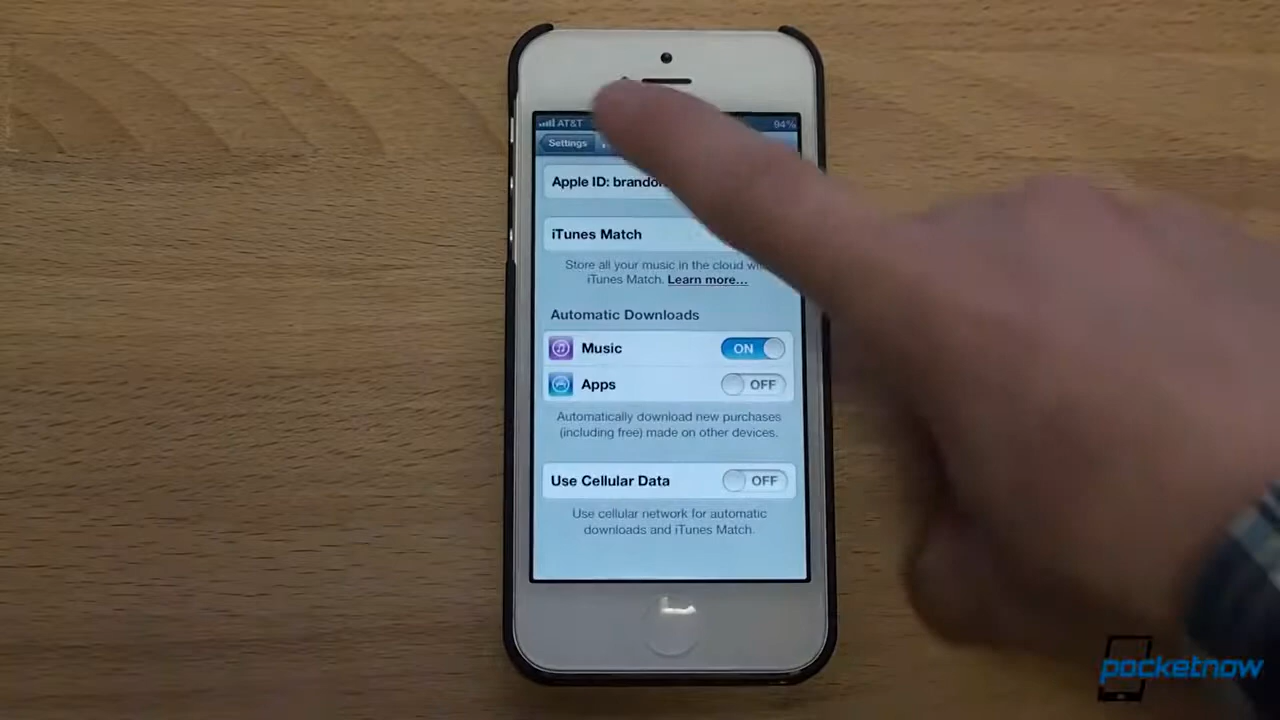 AT&T 94%
Settings
Apple ID: brandon
iTunes Match
Store all your music in the cloud with
iTunes Match. Learn more...
Automatic Downloads
Music ON
Apps OFF
Automatically download new purchases
(including free) made on other devices.
Use Cellular Data OFF
Use cellular network for automatic
downloads and iTunes Match.
pocketnow